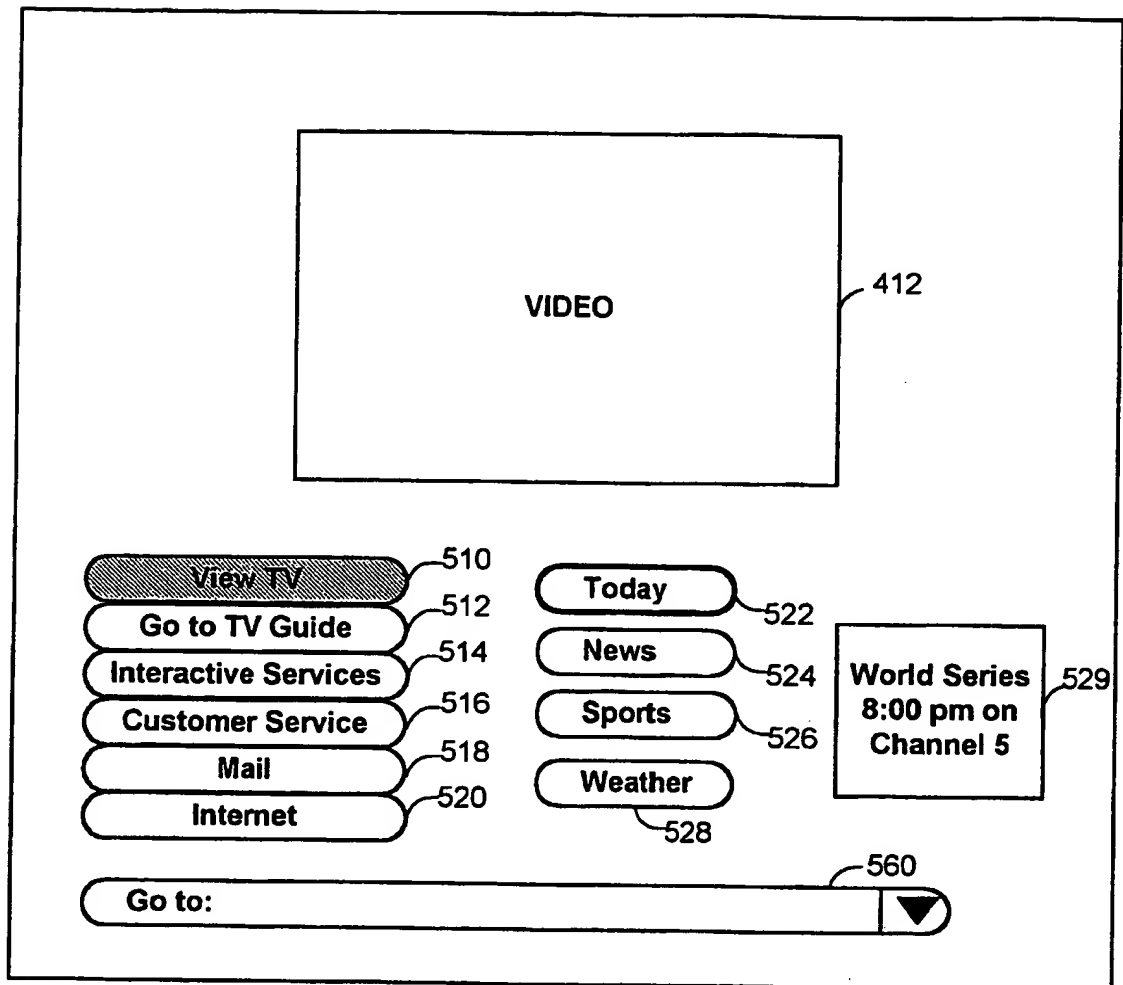 VIDEO
412
View TV
510
Go to TV Guide
512
Interactive Services
514
Customer Service
516
Mail
518
Internet
520
Today
522
News
524
Sports
526
Weather
528
World Series
8:00 pm on
Channel 5
529
560
Go to: